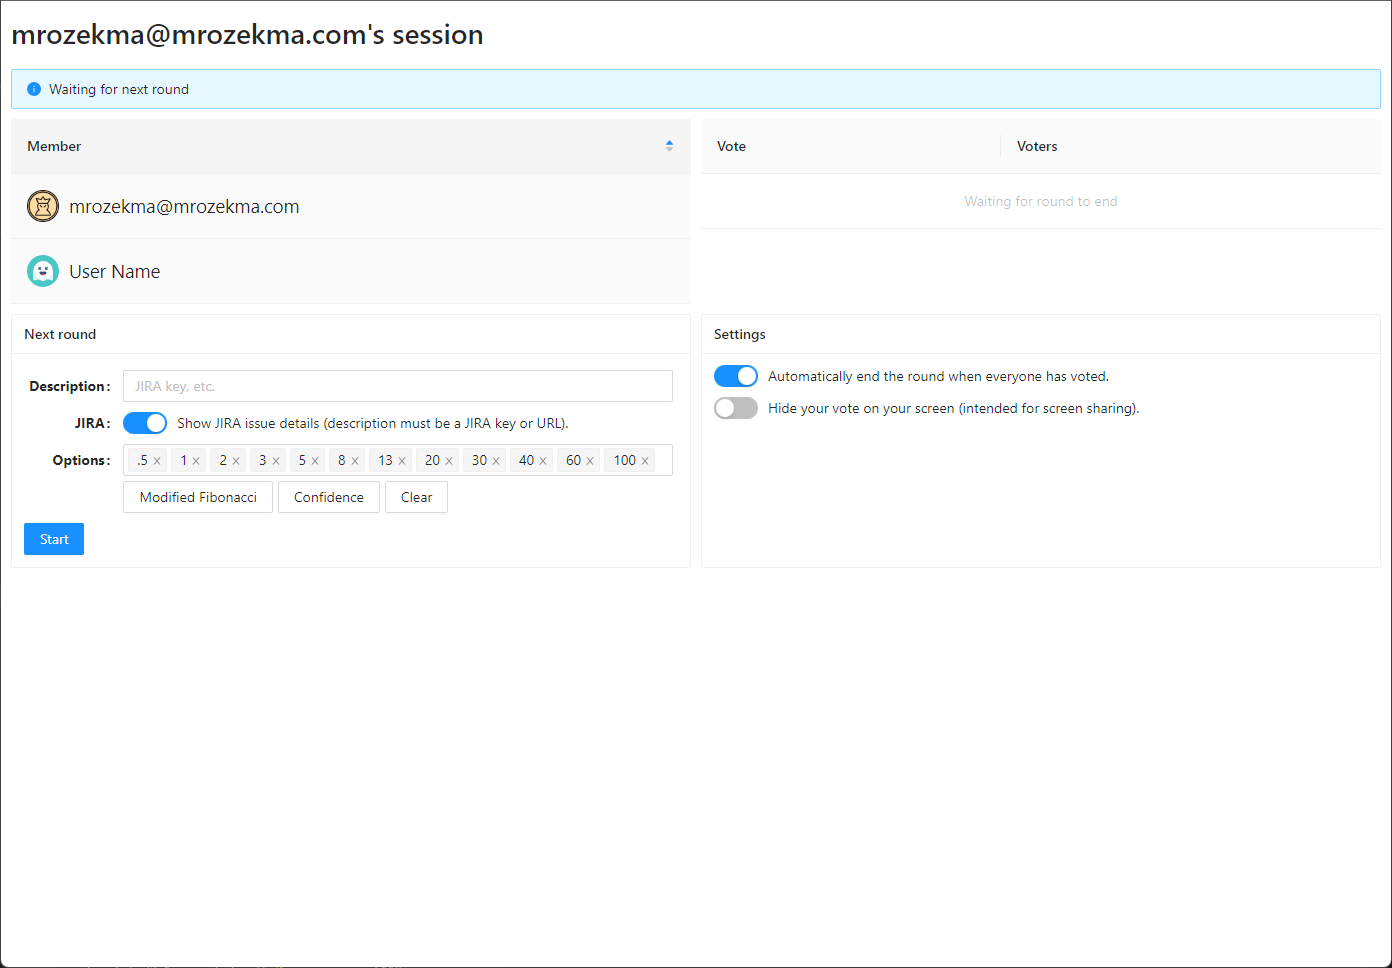 mrozekma@mrozekma.com's session
Waiting for next round
Member
Vote Voters
mrozekma@mrozekma.com
Waiting for round to end
User Name
Next round
Description:
JIRA key, etc.
JIRA:
Show JIRA issue details (description must be a JIRA key or URL).
Options:
.5 × 1 × 2 × 3 × 5 × 8 × 13 × 20 × 30 × 40 × 60 × 100 ×
Modified Fibonacci Confidence Clear
Start
Settings
Automatically end the round when everyone has voted.
Hide your vote on your screen (intended for screen sharing).